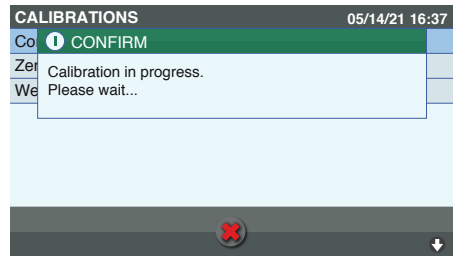 CALIBRATIONS 05/14/21 16:37
Co
CONFIRM
Zer
Calibration in progress.
We
Please wait...